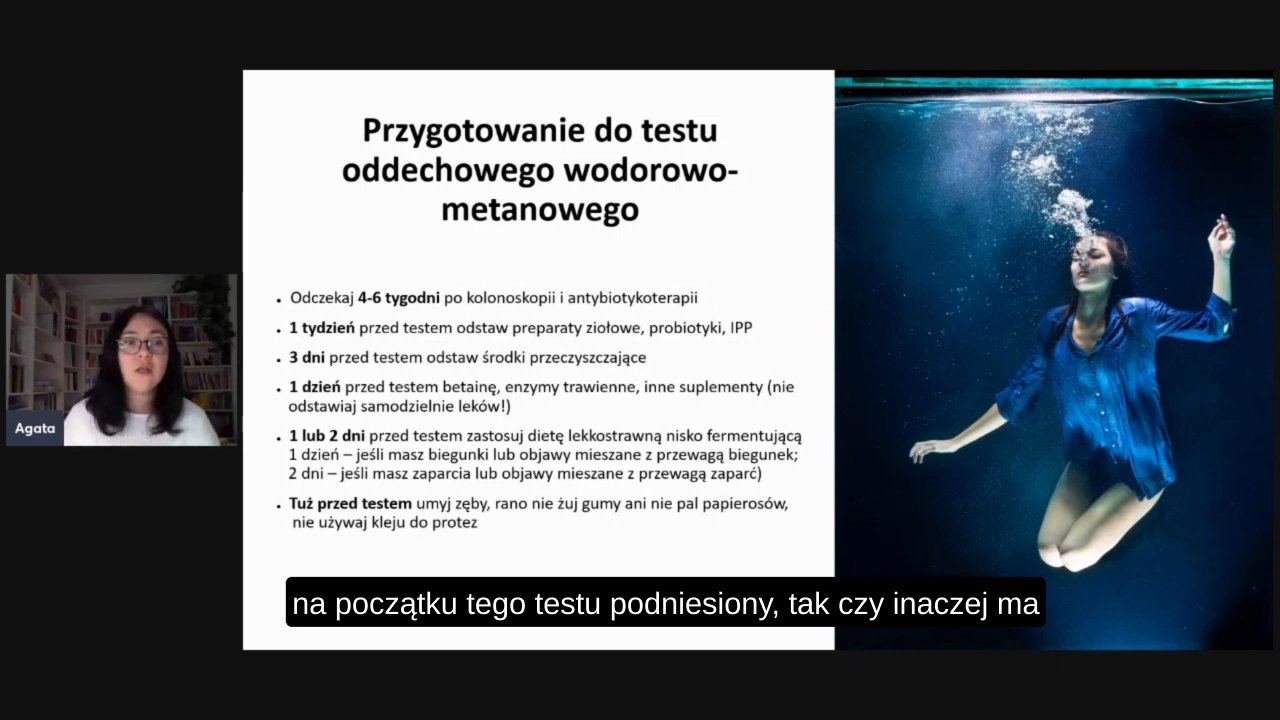 Przygotowanie do testu
oddechowego wodorowo-
metanowego
• Odczekaj 4-6 tygodni po kolonoskopii i antybiotykoterapii
• 1 tydzień przed testem odstaw preparaty ziołowe, probiotyki, IPP
• 3 dni przed testem odstaw środki przeczyszczające
• 1 dzień przed testem betainę, enzymy trawienne, inne suplementy (nie
odstawiaj samodzielnie leków!)
• 1 lub 2 dni przed testem zastosuj dietę lekkostrawną nisko fermentującą
1 dzień – jeśli masz biegunki lub objawy mieszane z przewagą biegunek;
2 dni – jeśli masz zaparcia lub objawy mieszane z przewagą zaparć)
• Tuż przed testem umyj zęby, rano nie żuj gumy ani nie pal papierosów,
nie używaj kleju do protez
Agata
na początku tego testu podniesiony, tak czy inaczej ma